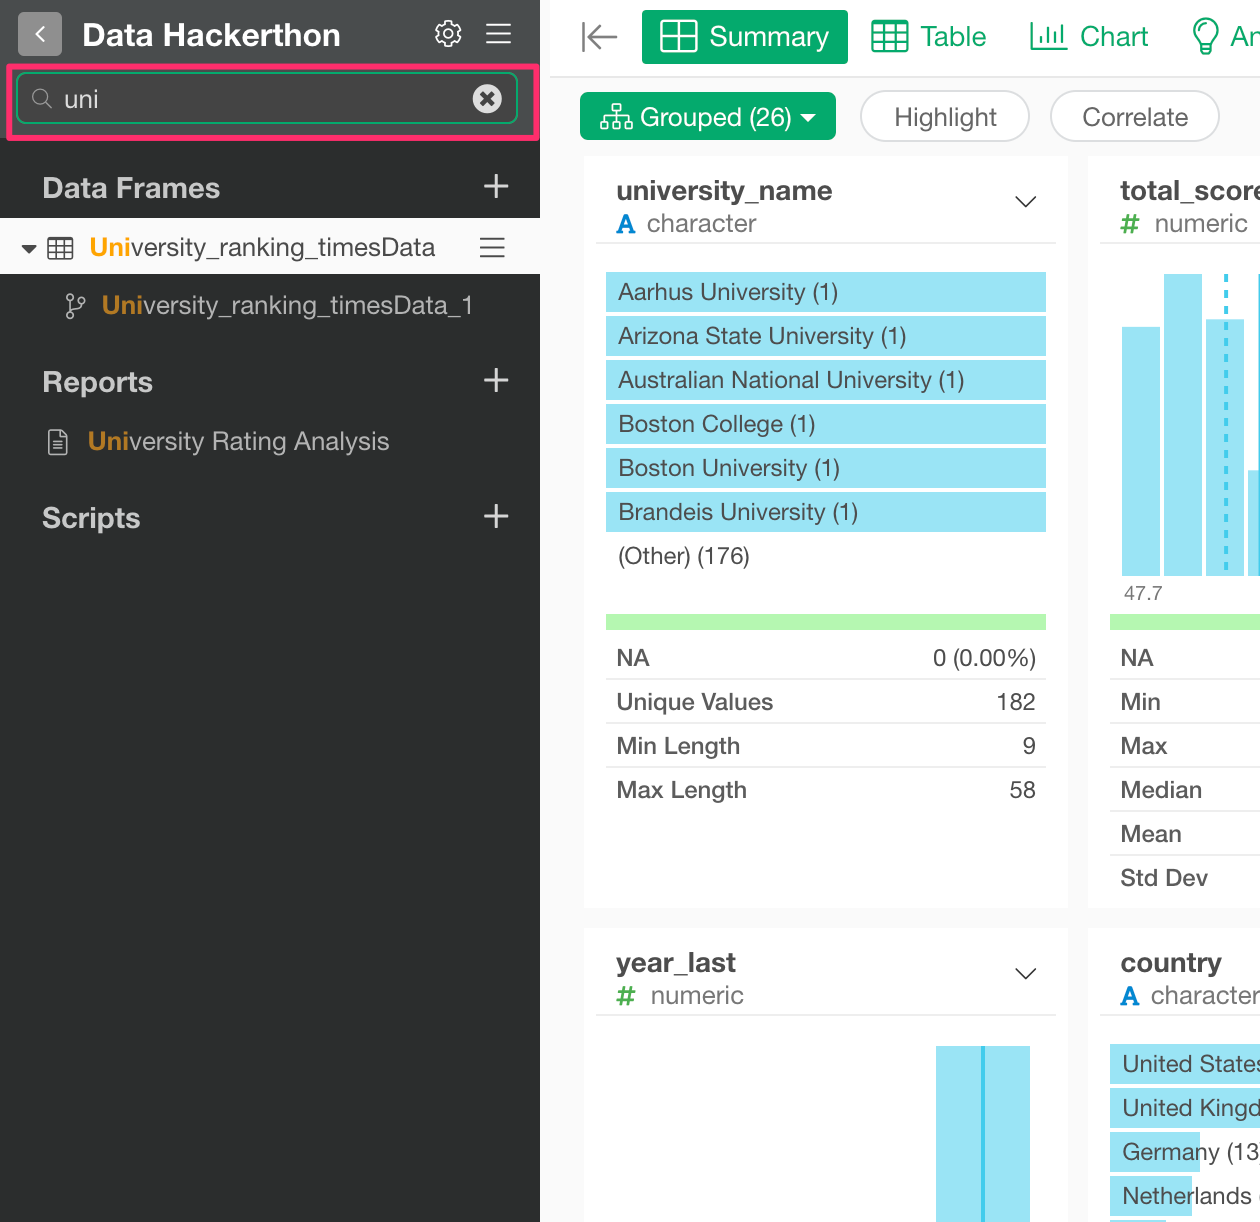 Data Hackerthon
uni
Data Frames
University_ranking_timesData
University_ranking_timesData_1
Reports
University Rating Analysis
Scripts
Summary
Table
Chart
An
Grouped (26)
Highlight
Correlate
university_name
A character
Aarhus University (1)
Arizona State University (1)
Australian National University (1)
Boston College (1)
Boston University (1)
Brandeis University (1)
(Other) (176)
NA 0 (0.00%)
Unique Values 182
Min Length 9
Max Length 58
total_score
# numeric
47.7
NA
Min
Max
Median
Mean
Std Dev
year_last
# numeric
country
A character
United States
United Kingd
Germany (13
Netherlands (